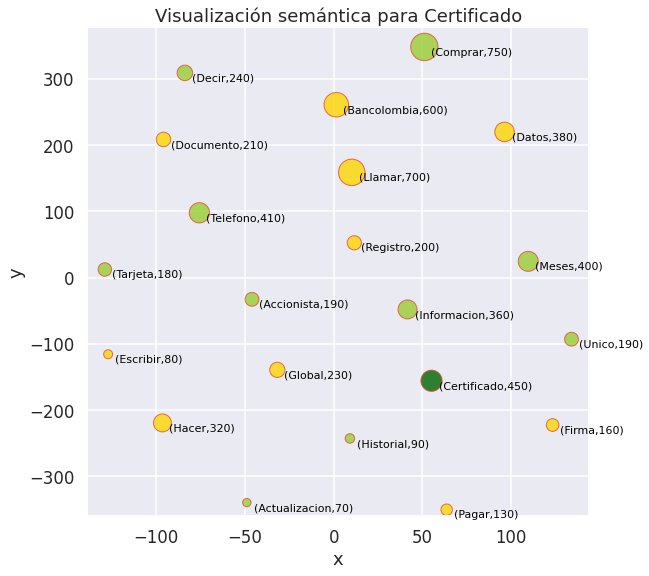 Visualización semántica para Certificado
(Comprar,750)
(Decir,240)
300
(Bancolombia,600)
(Datos,380)
(Documento,210)
200
(Llamar,700)
100
(Telefono,410)
(Registro,200)
(Meses,400)
(Tarjeta,180)
y
0
(Accionista,190)
(Informacion,360)
−100
(Unico,190)
(Escribir,80)
(Global,230)
(Certificado,450)
−200
(Hacer,320)
(Firma,160)
(Historial,90)
−300
(Actualizacion,70)
(Pagar,130)
−100 −50 0 50 100
x